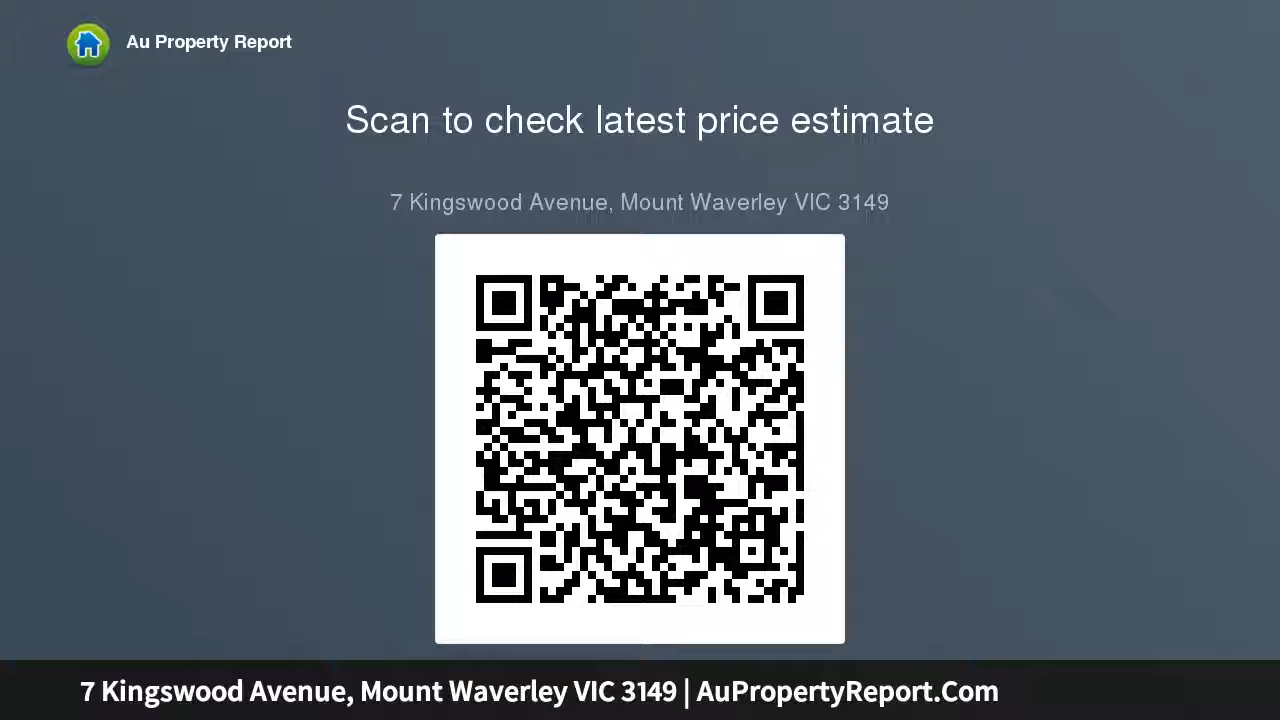 Au Property Report
Scan to check latest price estimate
7 Kingswood Avenue, Mount Waverley VIC 3149
7 Kingswood Avenue, Mount Waverley VIC 3149 | AuPropertyReport.Com